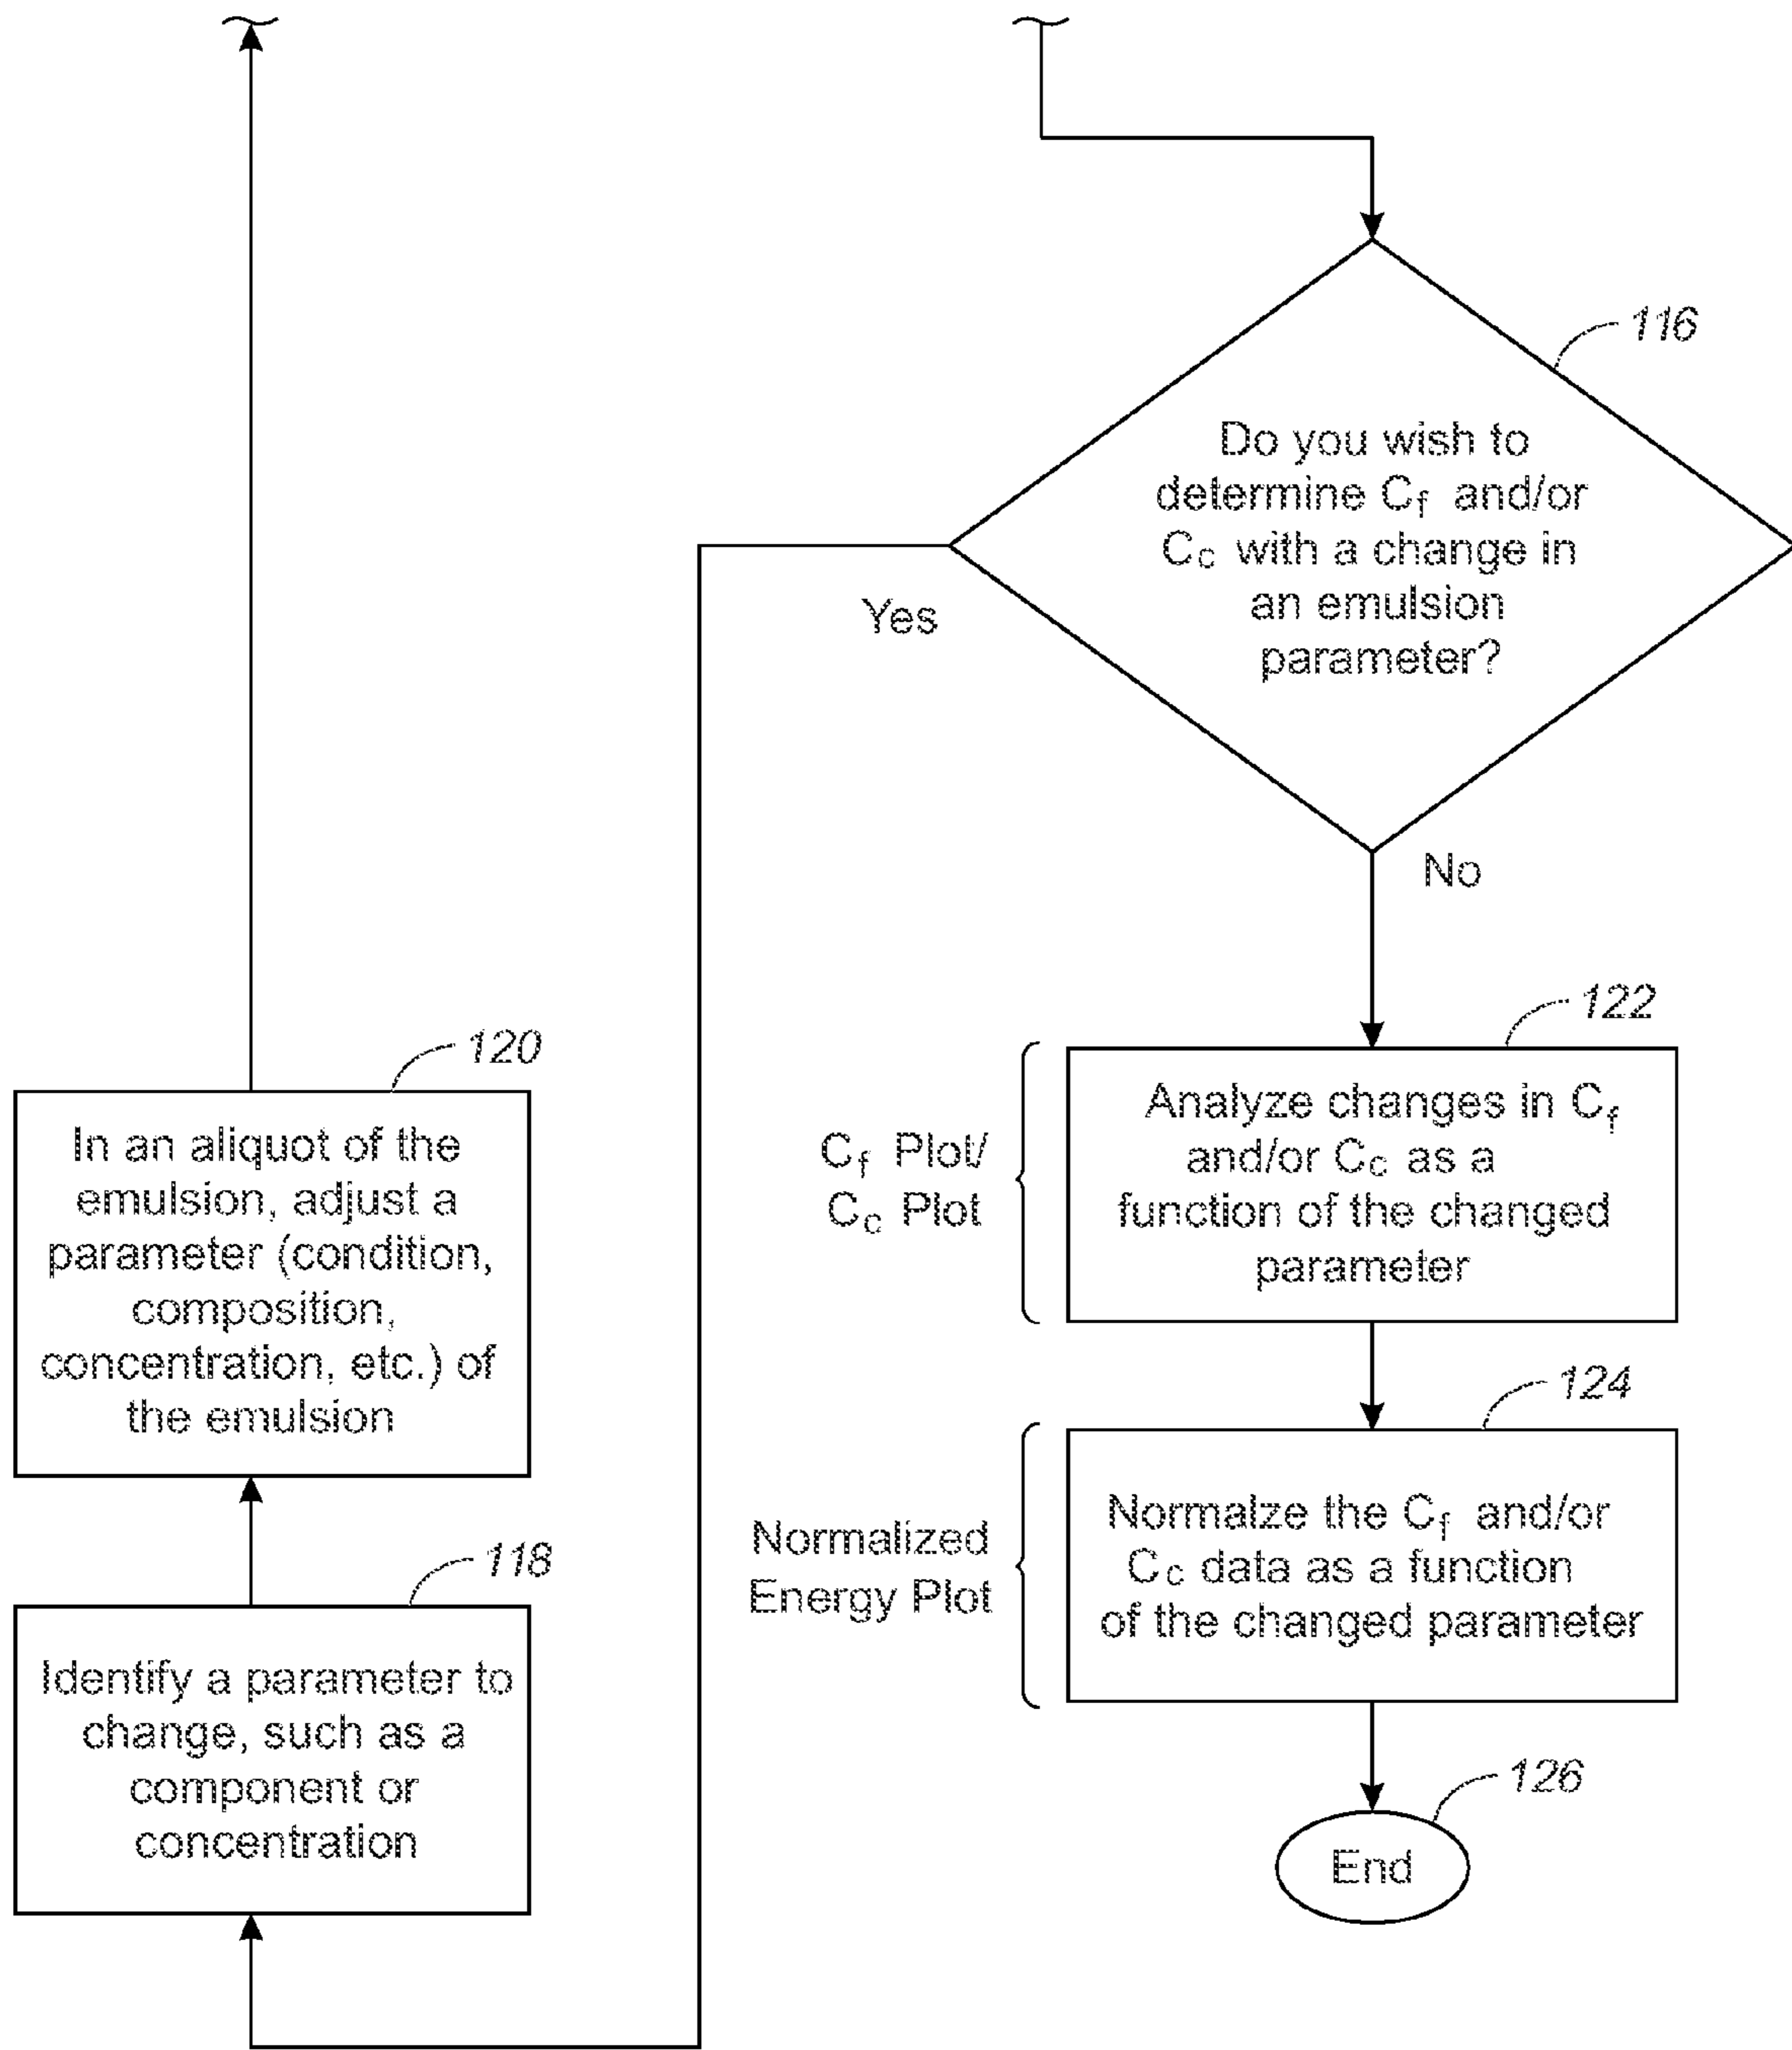 116
Do you wish to
determine Cf and/or
Cc with a change in
an emulsion
parameter?
Yes
No
122
Analyze changes in Cf
and/or Cc as a
function of the changed
parameter
Cf Plot/
Cc Plot
124
Normalze the Cf and/or
Cc data as a function
of the changed parameter
Normalized
Energy Plot
126
End
120
In an aliquot of the
emulsion, adjust a
parameter (condition,
composition,
concentration, etc.) of
the emulsion
118
Identify a parameter to
change, such as a
component or
concentration